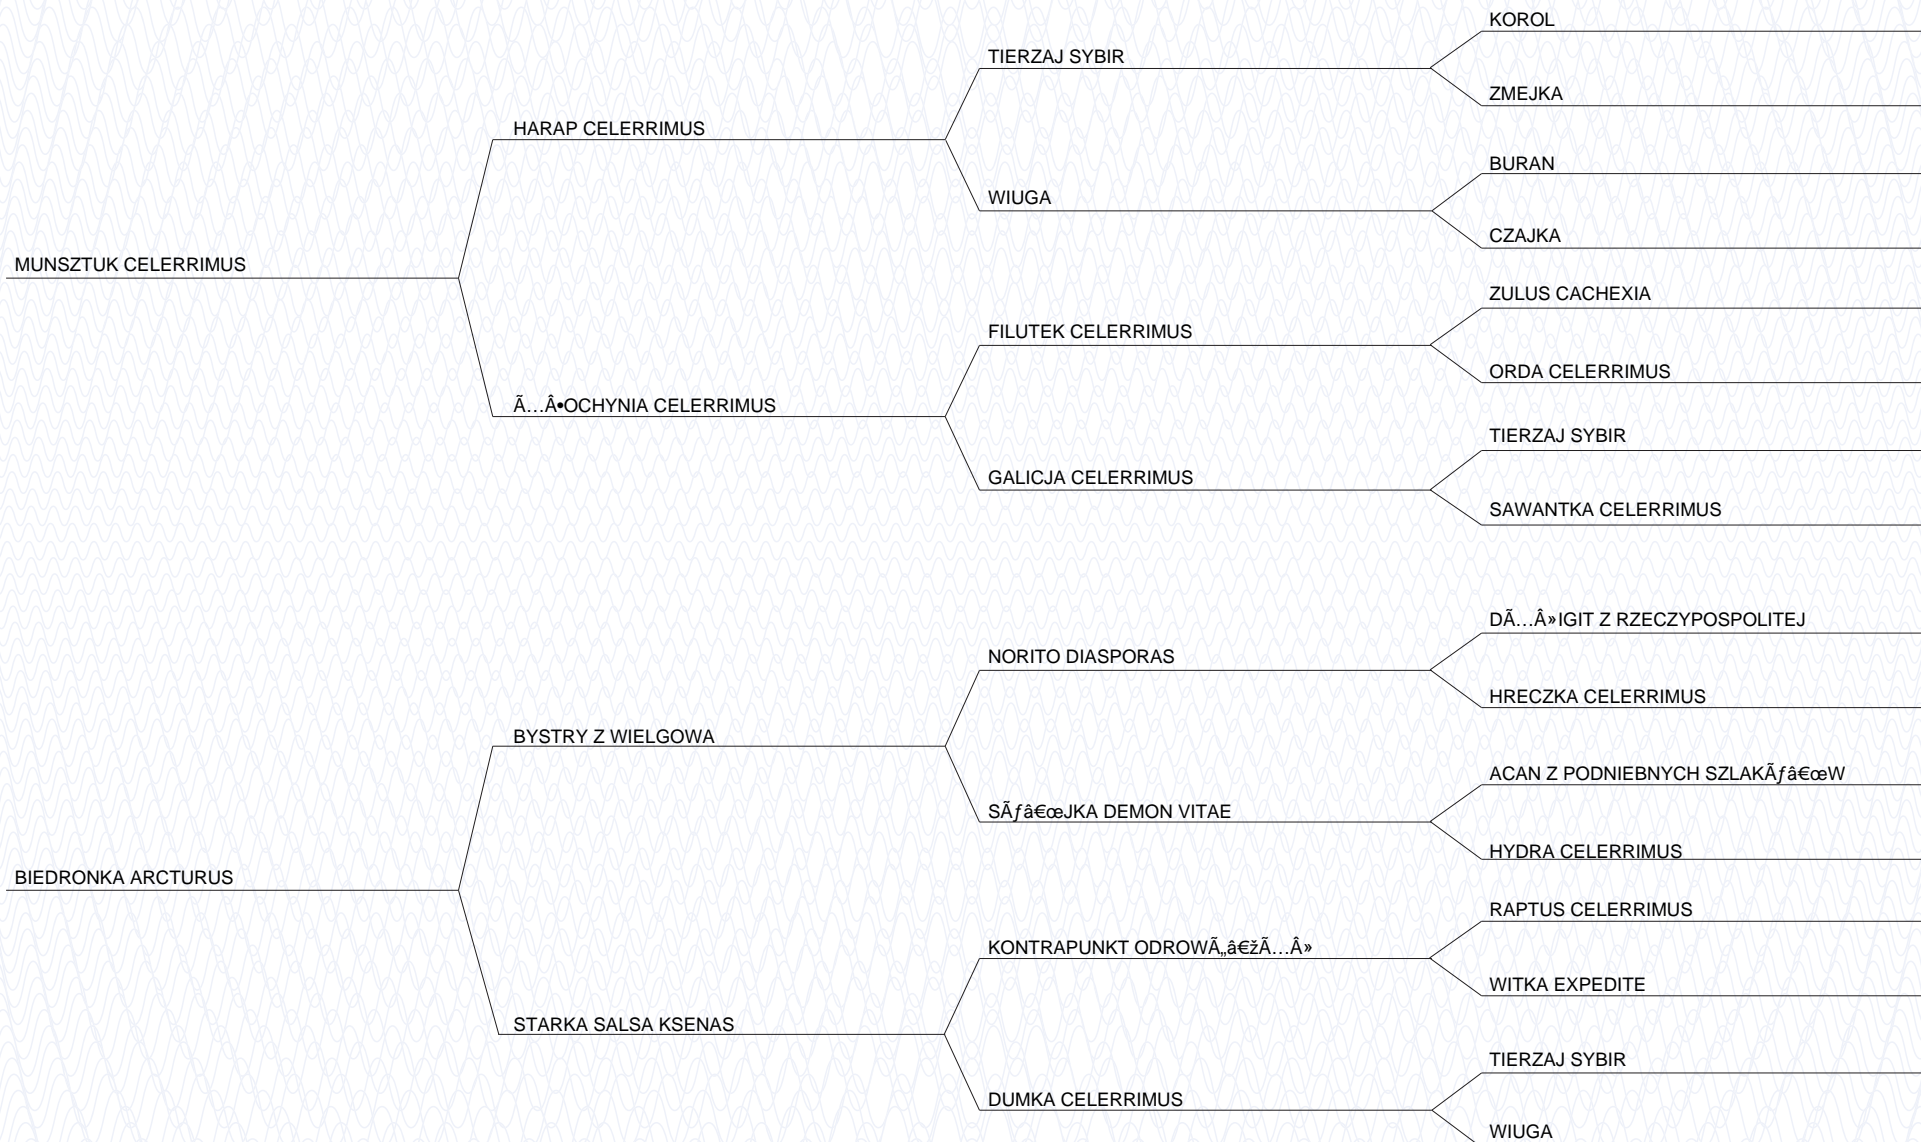 KOROL
TIERZAJ SYBIR
ZMEJKA
HARAP CELERRIMUS
BURAN
WIUGA
CZAJKA
MUNSZTUK CELERRIMUS
ZULUS CACHEXIA
FILUTEK CELERRIMUS
ORDA CELERRIMUS
Ã…Â•OCHYNIA CELERRIMUS
TIERZAJ SYBIR
GALICJA CELERRIMUS
SAWANTKA CELERRIMUS
DÃ…Â»IGIT Z RZECZYPOSPOLITEJ
NORITO DIASPORAS
HRECZKA CELERRIMUS
BYSTRY Z WIELGOWA
ACAN Z PODNIEBNYCH SZLAKÃƒâ€œW
SÃƒâ€œJKA DEMON VITAE
HYDRA CELERRIMUS
BIEDRONKA ARCTURUS
RAPTUS CELERRIMUS
KONTRAPUNKT ODROWÃ„â€žÃ…Â»
WITKA EXPEDITE
STARKA SALSA KSENAS
TIERZAJ SYBIR
DUMKA CELERRIMUS
WIUGA